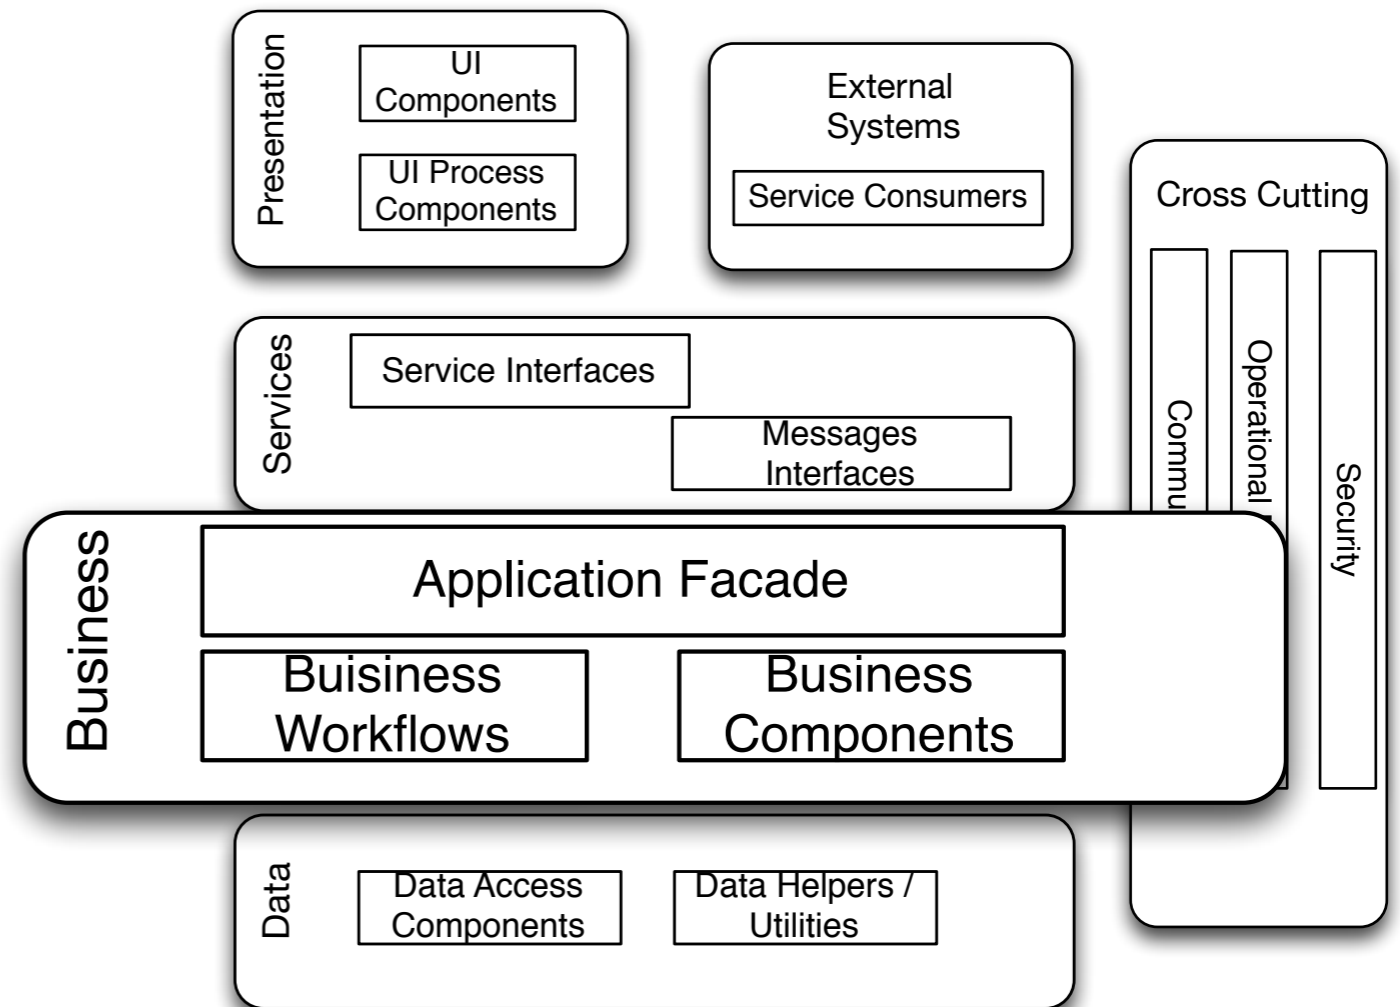 Presentation
UI
Components
UI Process
Components
External
Systems
Service Consumers
Cross Cutting
Operational
Security
Services
Service Interfaces
Messages
Interfaces
Business
Application Facade
Buisiness
Workflows
Business
Components
Data
Data Access
Components
Data Helpers /
Utilities